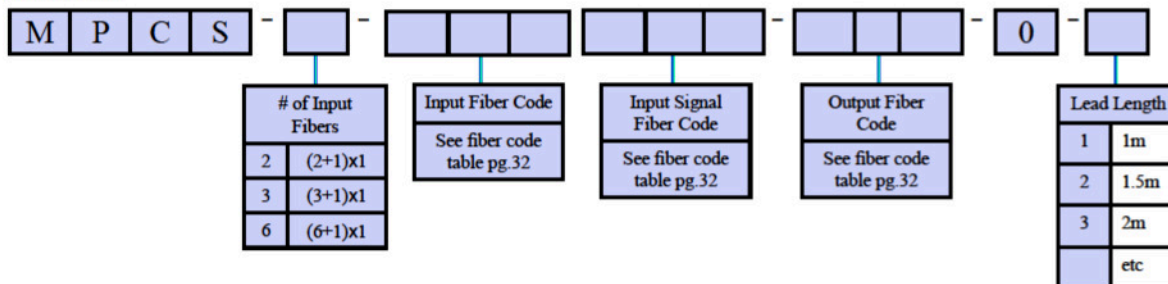 M P C S - - - - 0 -
# of Input
Fibers
2 (2+1)x1
3 (3+1)x1
6 (6+1)x1
Input Fiber Code
See fiber code
table pg.32
Input Signal
Fiber Code
See fiber code
table pg.32
Output Fiber
Code
See fiber code
table pg.32
Lead Length
1 1m
2 1.5m
3 2m
etc